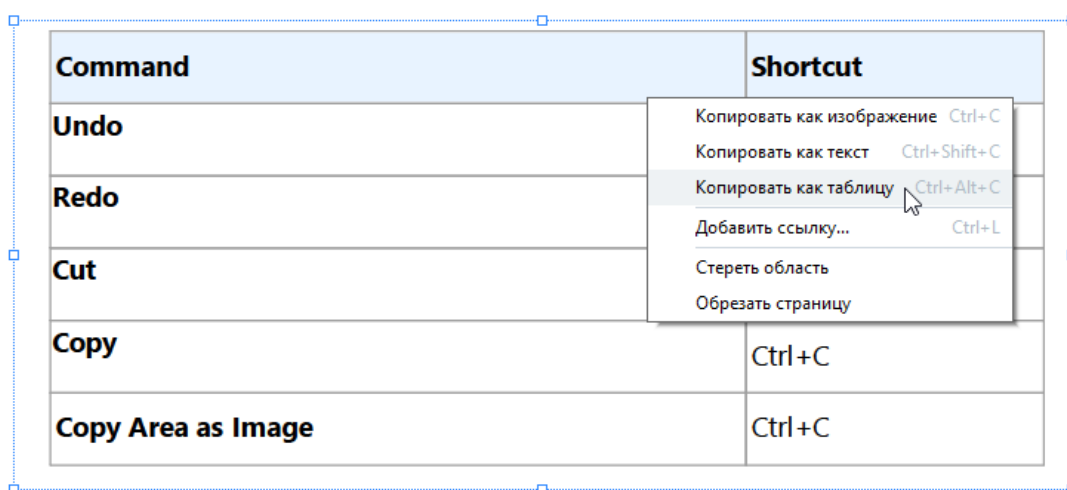 Command Shortcut
Undo
Копировать как изображение Ctrl+C
Копировать как текст Ctrl+Shift+C
Redo
Копировать как таблицу Ctrl+Alt+C
Добавить ссылку... Ctrl+L
Cut
Стереть область
Обрезать страницу
Copy Ctrl+C
Copy Area as Image Ctrl+C